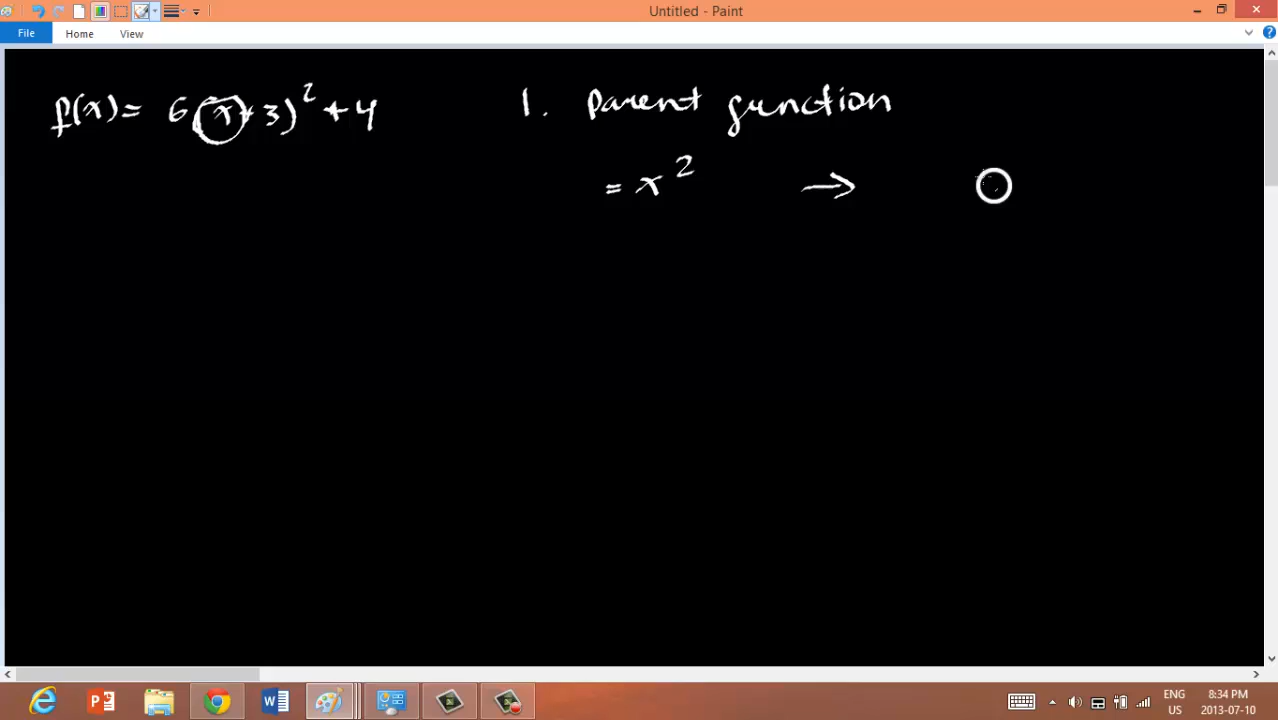 Untitled - Paint
File Home View
f(x) = 6(x+3)² + 4
1. Parent function
= x² →
ENG 8:34 PM
US 2013-07-10